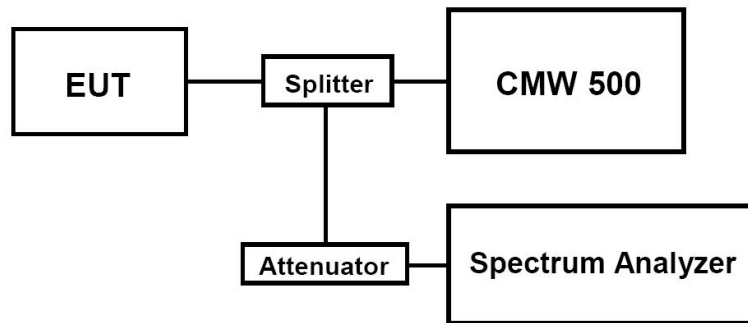 EUT
Splitter
CMW 500
Attenuator
Spectrum Analyzer